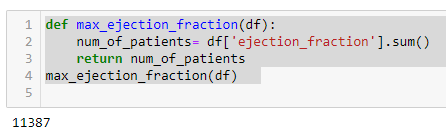 1 def max_ejection_fraction(df):
2     num_of_patients= df['ejection_fraction'].sum()
3     return num_of_patients
4 max_ejection_fraction(df)
5
11387